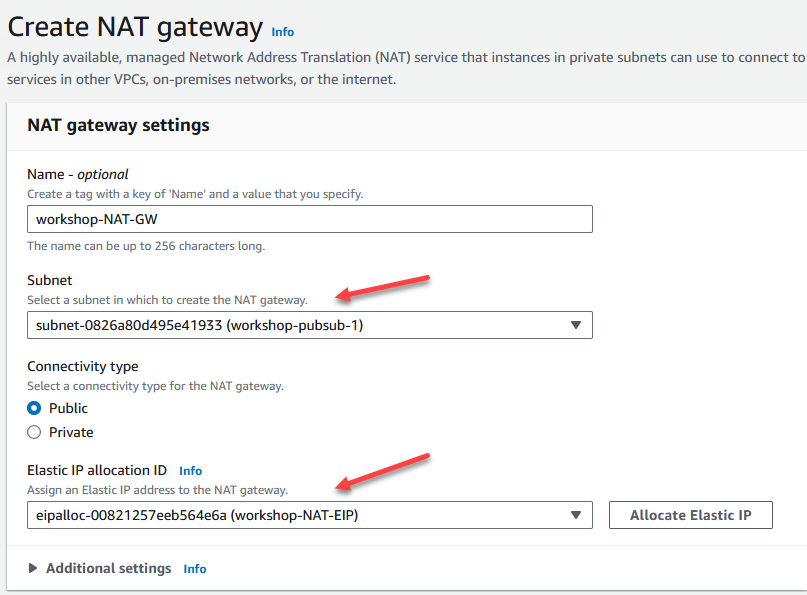 Create NAT gateway Info
A highly available, managed Network Address Translation (NAT) service that instances in private subnets can use to connect to
services in other VPCs, on-premises networks, or the internet.
NAT gateway settings
Name - optional
Create a tag with a key of 'Name' and a value that you specify.
workshop-NAT-GW
The name can be up to 256 characters long.
Subnet
Select a subnet in which to create the NAT gateway.
subnet-0826a80d495e41933 (workshop-pubsub-1)
Connectivity type
Select a connectivity type for the NAT gateway.
Public
Private
Elastic IP allocation ID Info
Assign an Elastic IP address to the NAT gateway.
eipalloc-00821257eeb564e6a (workshop-NAT-EIP)
Allocate Elastic IP
Additional settings Info